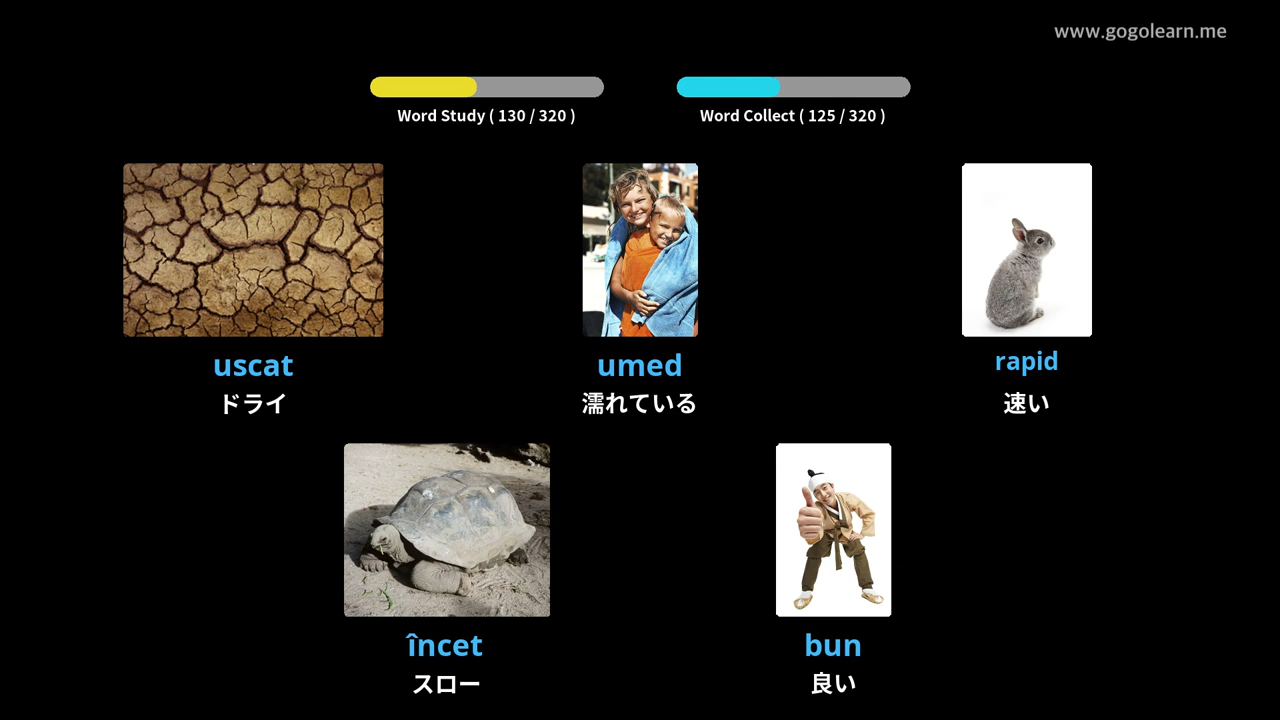 www.gogolearn.me
Word Study ( 130 / 320 )
Word Collect ( 125 / 320 )
uscat
ドライ
umed
濡れている
rapid
速い
încet
スロー
bun
良い